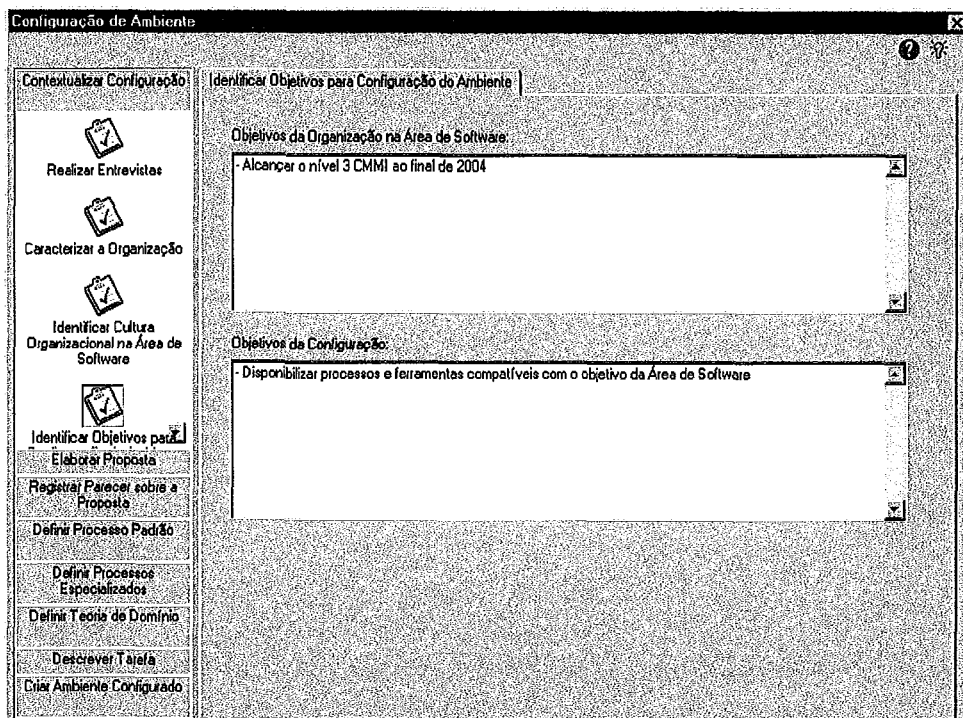 Configuração de Ambiente
Contextualizar Configuração
Realizar Entrevistas
Caracterizar a Organização
Identificar Cultura
Organizacional na Área de
Software
Identificar Objetivos para
Elaborar Proposta
Registrar Parecer sobre a
Proposta
Definir Processo Padrão
Definir Processos
Especializados
Definir Teoria de Domínio
Descrever Tarefa
Criar Ambiente Configurado
Identificar Objetivos para Configuração do Ambiente
Objetivos da Organização na Área de Software:
- Alcançar o nível 3 CMMI ao final de 2004
Objetivos da Configuração:
- Disponibilizar processos e ferramentas compatíveis com o objetivo da Área de Software